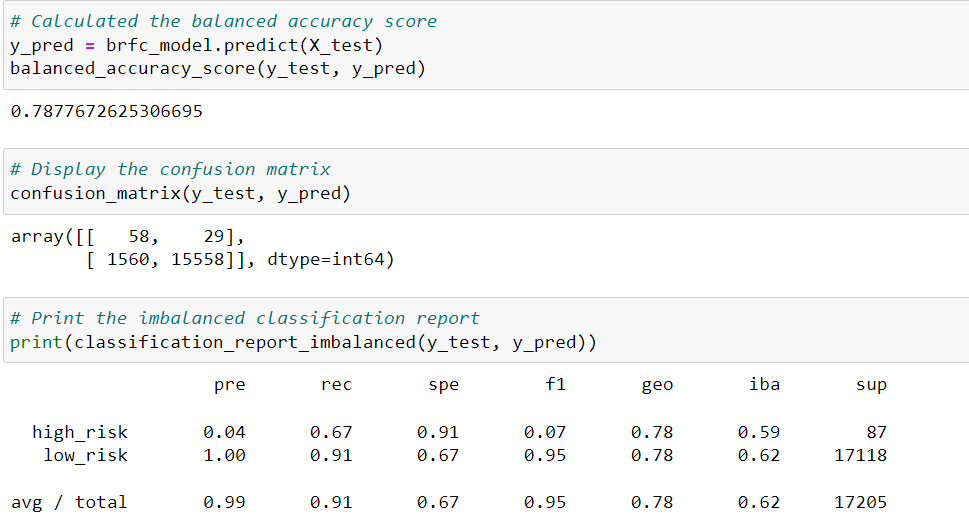 # Calculated the balanced accuracy score
y_pred = brfc_model.predict(X_test)
balanced_accuracy_score(y_test, y_pred)
0.7877672625306695
# Display the confusion matrix
confusion_matrix(y_test, y_pred)
array([[   58,    29],
       [ 1560, 15558]], dtype=int64)
# Print the imbalanced classification report
print(classification_report_imbalanced(y_test, y_pred))
pre       rec       spe        f1       geo       iba       sup
high_risk       0.04      0.67      0.91      0.07      0.78      0.59        87
low_risk       1.00      0.91      0.67      0.95      0.78      0.62     17118
avg / total       0.99      0.91      0.67      0.95      0.78      0.62     17205